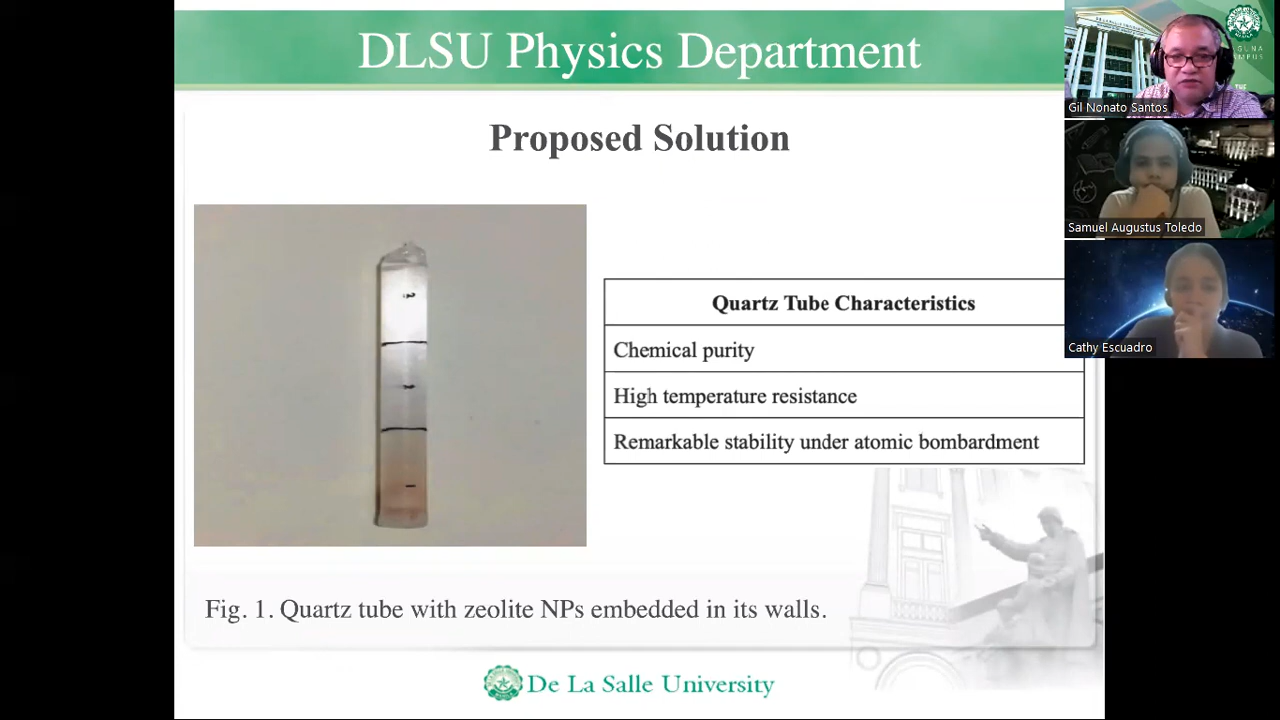 DLSU Physics Department
Proposed Solution
Quartz Tube Characteristics
Chemical purity
High temperature resistance
Remarkable stability under atomic bombardment
Fig. 1. Quartz tube with zeolite NPs embedded in its walls.
De La Salle University
Gil Nonato Santos
Samuel Augustus Toledo
Cathy Escuadro